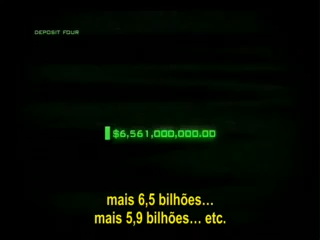 DEPOSIT FOUR
$6,561,000,000.00
mais 6,5 bilhões…
mais 5,9 bilhões… etc.